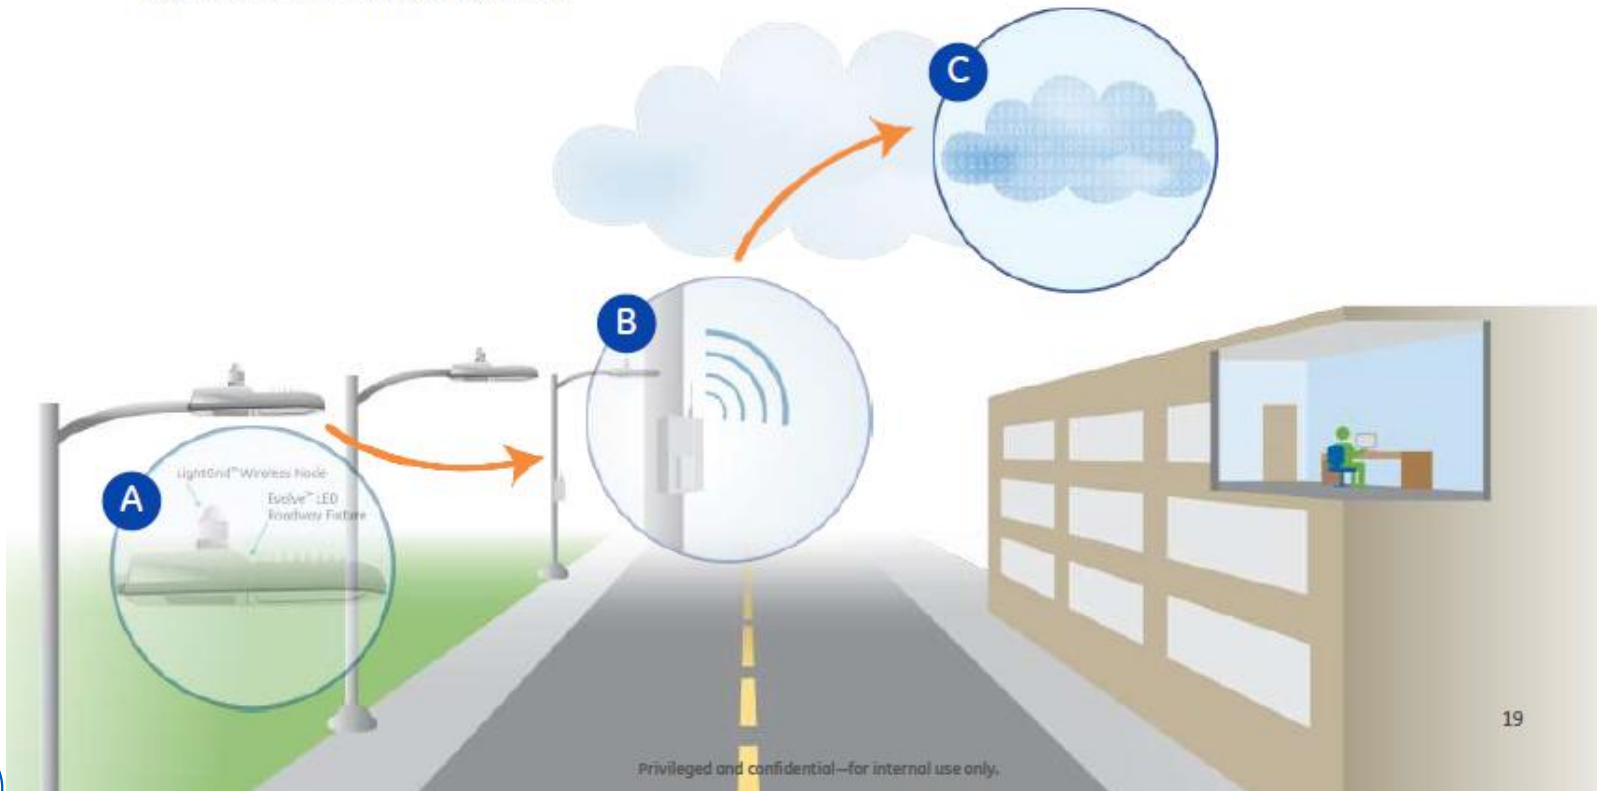 C
B
A
LightGrid™ Wireless Node
Evolve™ LED
Roadway Fixture
19
Privileged and confidential—for internal use only.